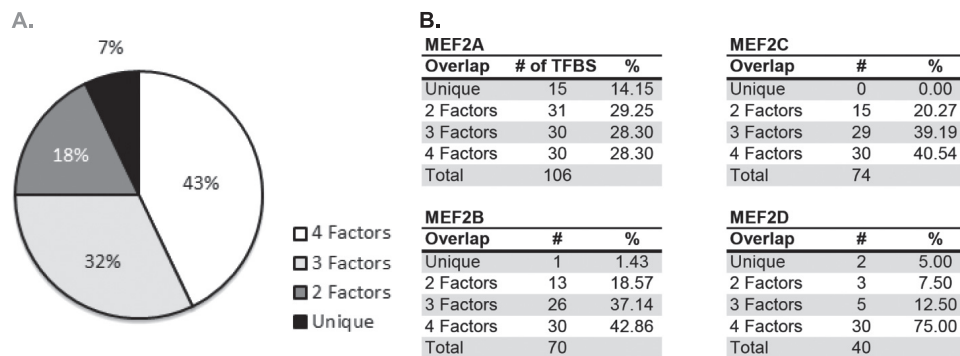 A.
7%
18%
43%
32%
4 Factors
3 Factors
2 Factors
Unique
B.
MEF2A
Overlap # of TFBS %
Unique 15 14.15
2 Factors 31 29.25
3 Factors 30 28.30
4 Factors 30 28.30
Total 106
MEF2C
Overlap # %
Unique 0 0.00
2 Factors 15 20.27
3 Factors 29 39.19
4 Factors 30 40.54
Total 74
MEF2B
Overlap # %
Unique 1 1.43
2 Factors 13 18.57
3 Factors 26 37.14
4 Factors 30 42.86
Total 70
MEF2D
Overlap # %
Unique 2 5.00
2 Factors 3 7.50
3 Factors 5 12.50
4 Factors 30 75.00
Total 40